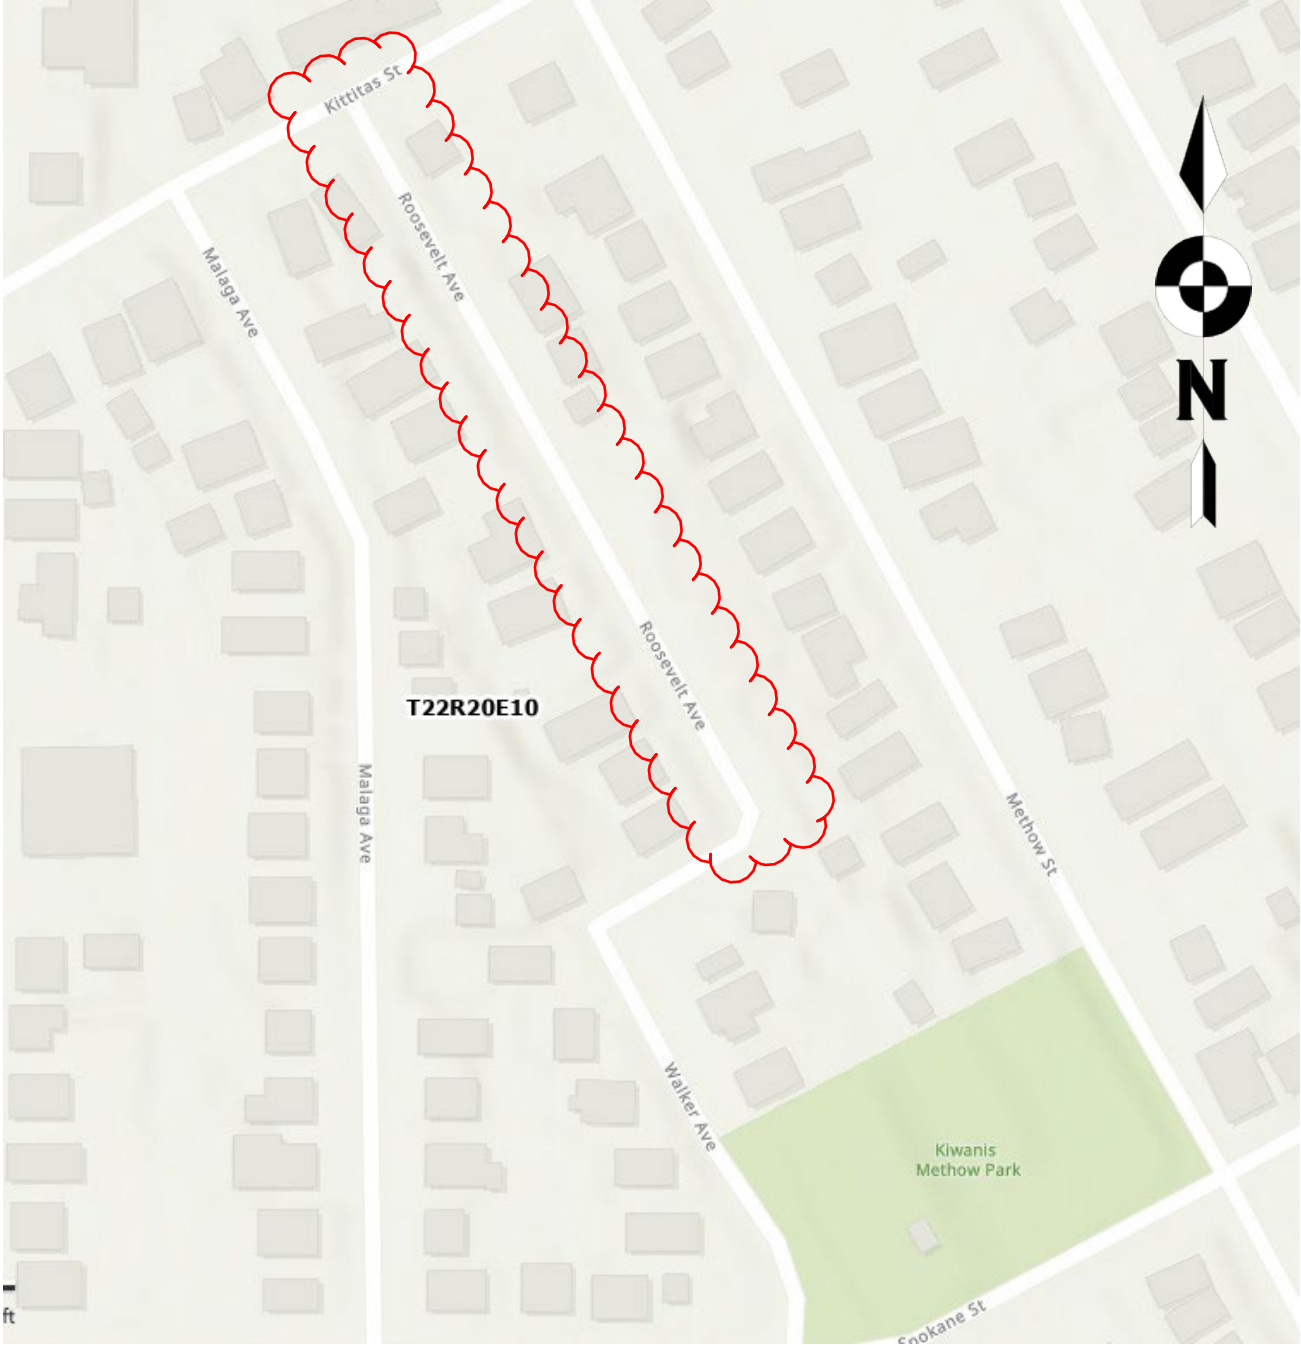 Kittitas St
Roosevelt Ave
Malaga Ave
N
Roosevelt Ave
T22R20E10
Malaga Ave
Methow St
Walker Ave
Kiwanis
Methow Park
Spokane St
ft